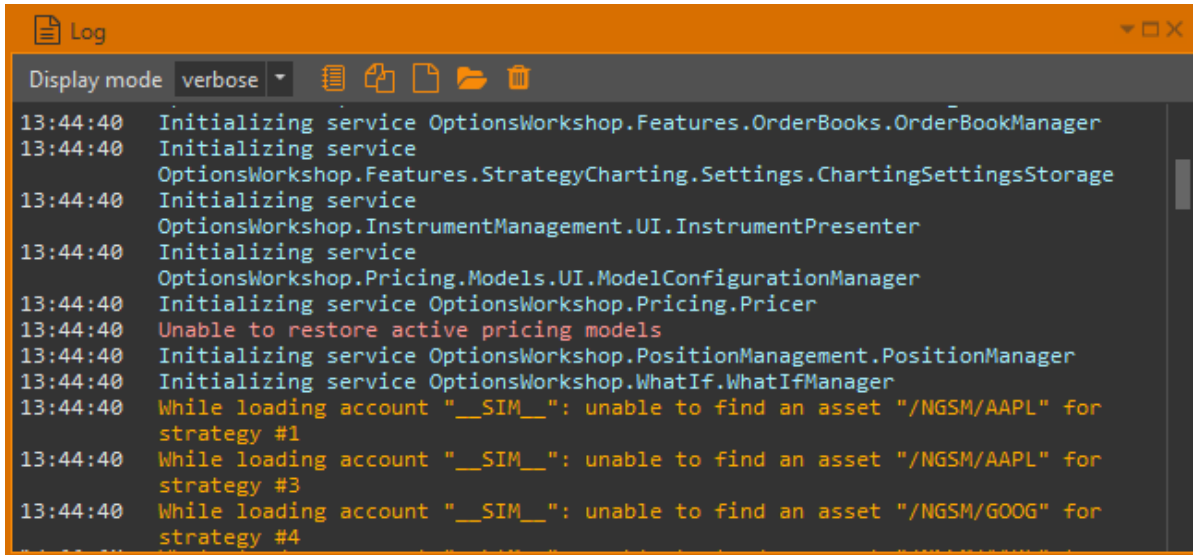 Log
Display mode verbose
13:44:40 Initializing service OptionsWorkshop.Features.OrderBooks.OrderBookManager
13:44:40 Initializing service
OptionsWorkshop.Features.StrategyCharting.Settings.ChartingSettingsStorage
13:44:40 Initializing service
OptionsWorkshop.InstrumentManagement.UI.InstrumentPresenter
13:44:40 Initializing service
OptionsWorkshop.Pricing.Models.UI.ModelConfigurationManager
13:44:40 Initializing service OptionsWorkshop.Pricing.Pricer
13:44:40 Unable to restore active pricing models
13:44:40 Initializing service OptionsWorkshop.PositionManagement.PositionManager
13:44:40 Initializing service OptionsWorkshop.WhatIf.WhatIfManager
13:44:40 While loading account "__SIM__": unable to find an asset "/NGSM/AAPL" for
strategy #1
13:44:40 While loading account "__SIM__": unable to find an asset "/NGSM/AAPL" for
strategy #3
13:44:40 While loading account "__SIM__": unable to find an asset "/NGSM/GOOG" for
strategy #4